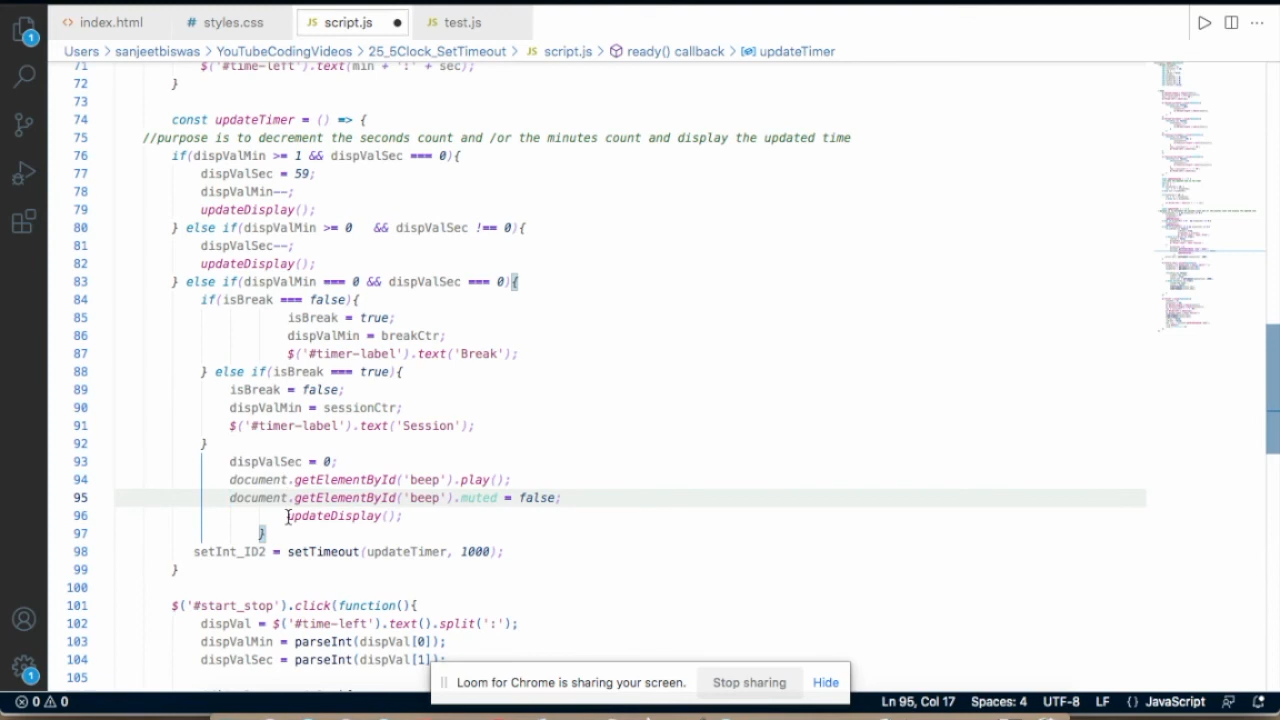 index.html
styles.css
script.js
test.js
Users > sanjeetbiswas > YouTubeCodingVideos > 25_5Clock_SetTimeout > script.js > ready() callback > updateTimer
71 $('#time-left').text(min + ':' + sec);
72 }
73
74 const updateTimer = () => {
75 //purpose is to decrement the seconds count and/or the minutes count and display the updated time
76 if(dispValMin >= 1 && dispValSec === 0){
77 dispValSec = 59;
78 dispValMin--;
79 updateDisplay();
80 } else if(dispValMin >= 0 && dispValSec !== 0){
81 dispValSec--;
82 updateDisplay();
83 } else if(dispValMin === 0 && dispValSec === 0){
84 if(isBreak === false){
85 isBreak = true;
86 dispValMin = breakCtr;
87 $('#timer-label').text('Break');
88 } else if(isBreak === true){
89 isBreak = false;
90 dispValMin = sessionCtr;
91 $('#timer-label').text('Session');
92 }
93 dispValSec = 0;
94 document.getElementById('beep').play();
95 document.getElementById('beep').muted = false;
96 updateDisplay();
97 }
98 setInt_ID2 = setTimeout(updateTimer, 1000);
99 }
100
101 $('#start_stop').click(function(){
102 dispVal = $('#time-left').text().split(':');
103 dispValMin = parseInt(dispVal[0]);
104 dispValSec = parseInt(dispVal[1]);
105
Loom for Chrome is sharing your screen. Stop sharing Hide
0 0 Ln 95, Col 17 Spaces: 4 UTF-8 LF {} JavaScript